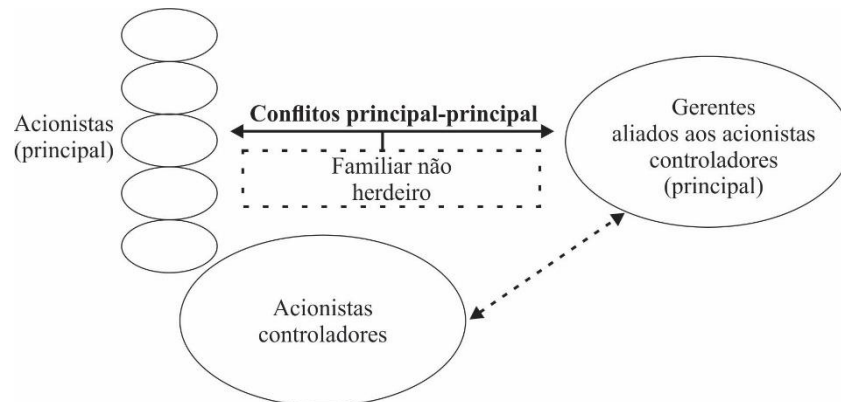 Acionistas
(principal)
Conflitos principal-principal
Familiar não
herdeiro
Gerentes
aliados aos acionistas
controladores
(principal)
Acionistas
controladores